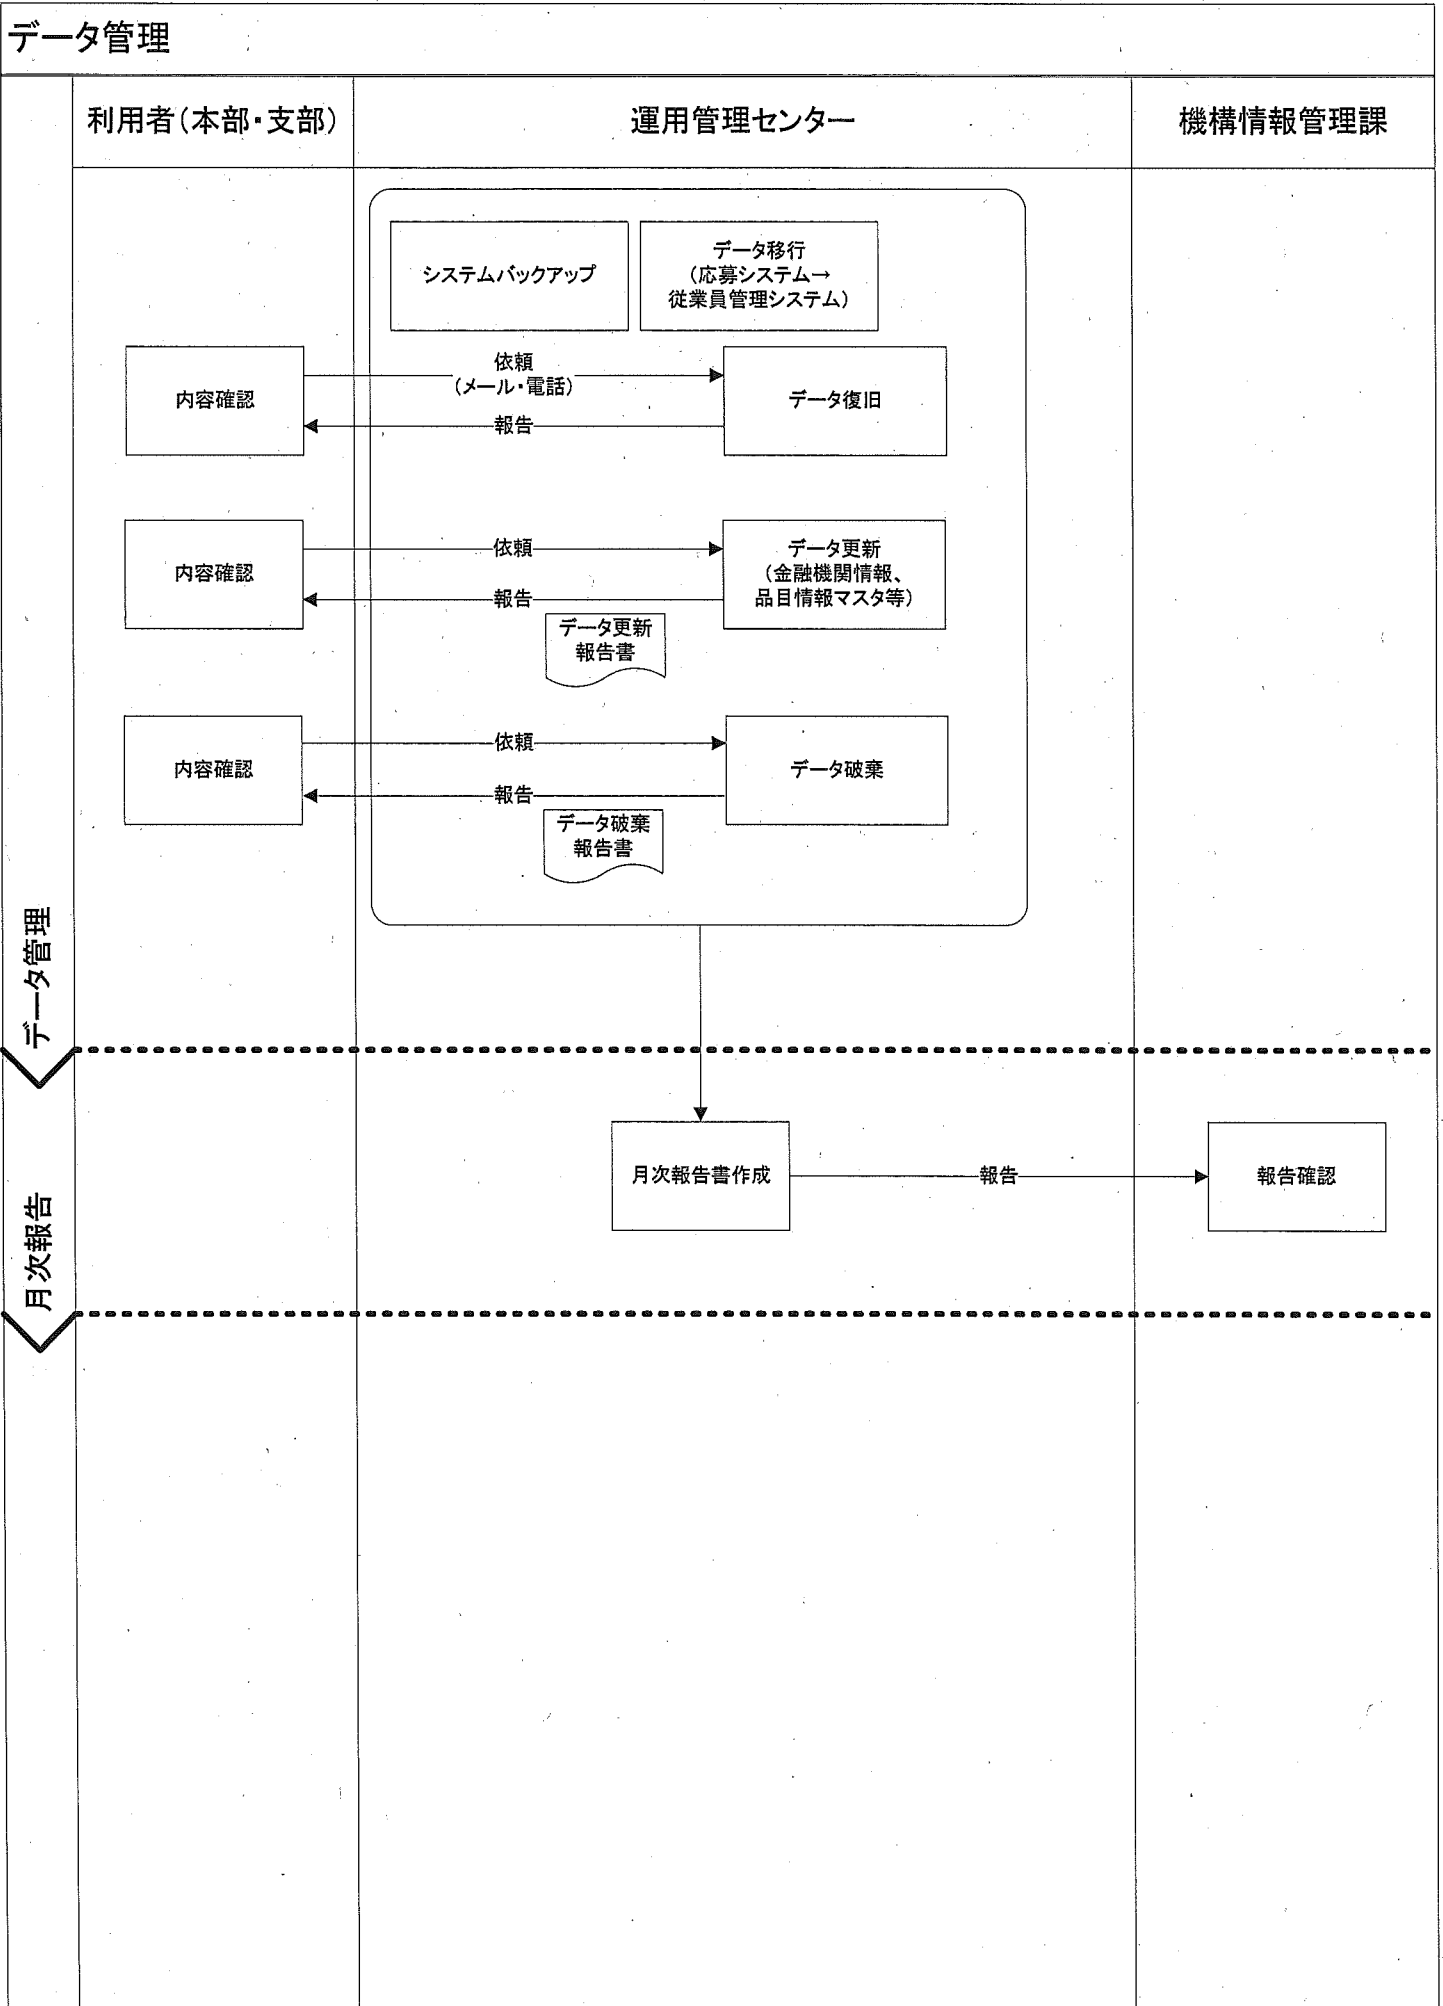 データ管理
利用者（本部・支部）
運用管理センター
機構情報管理課
システムバックアップ
データ移行
（応募システム→
従業員管理システム）
内容確認
依頼
（メール・電話）
報告
データ復旧
内容確認
依頼
報告
データ更新
（金融機関情報、
品目情報マスタ等）
データ更新
報告書
内容確認
依頼
報告
データ破棄
データ破棄
報告書
データ管理
月次報告書作成
報告
報告確認
月次報告